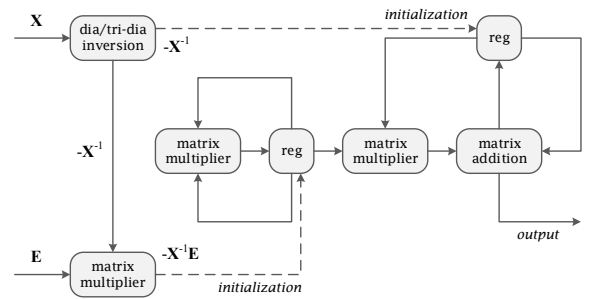 X
dia/tri-dia
inversion
initialization
-X⁻¹
reg
-X⁻¹
matrix
multiplier
reg
matrix
multiplier
matrix
addition
output
E
matrix
multiplier
-X⁻¹E
initialization